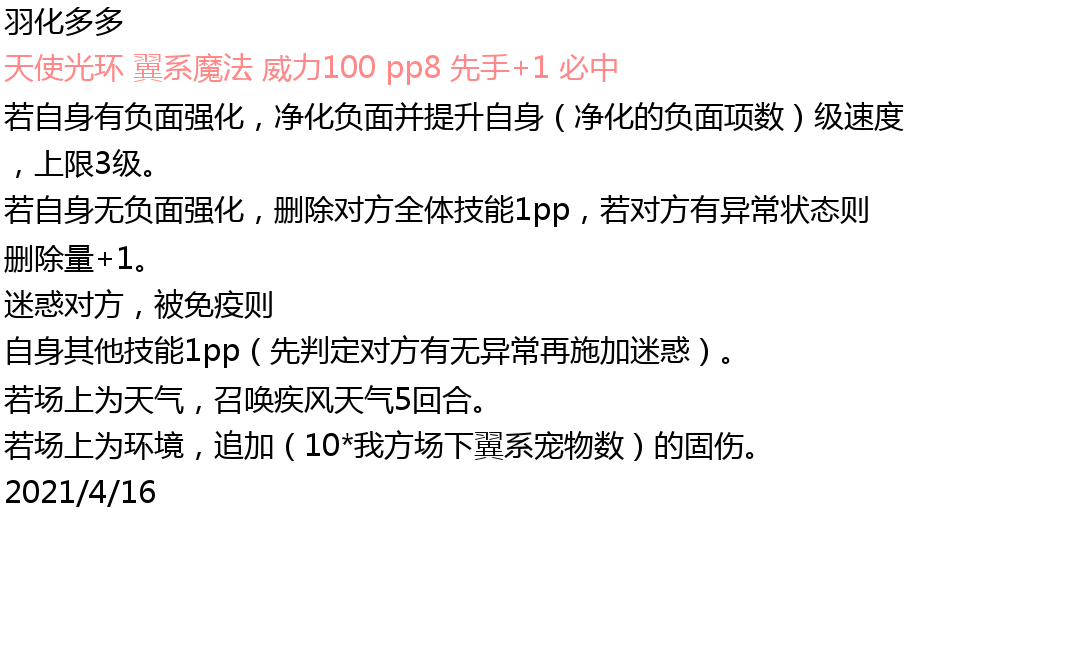 羽化多多
天使光环 翼系魔法 威力100 pp8 先手+1 必中
若自身有负面强化，净化负面并提升自身（净化的负面项数）级速度
，上限3级。
若自身无负面强化，删除对方全体技能1pp，若对方有异常状态则
删除量+1。
迷惑对方，被免疫则
自身其他技能1pp（先判定对方有无异常再施加迷惑）。
若场上为天气，召唤疾风天气5回合。
若场上为环境，追加（10*我方场下翼系宠物数）的固伤。
2021/4/16